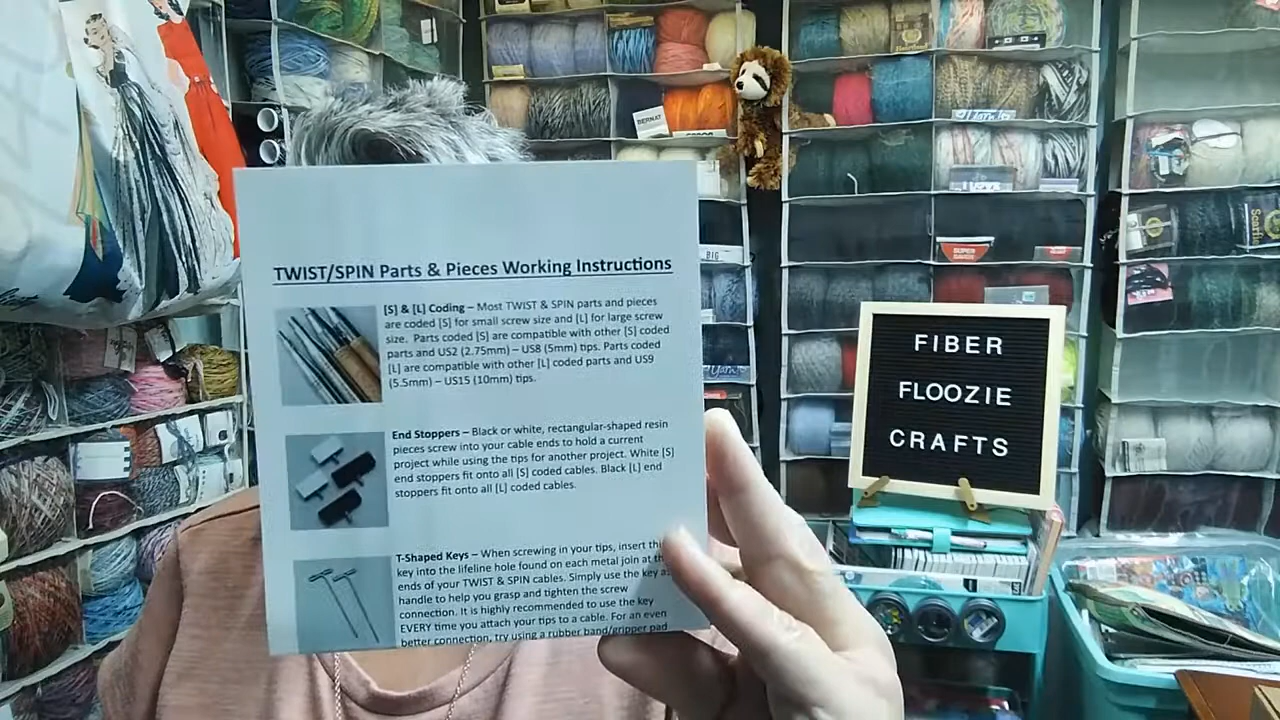 TWIST/SPIN Parts & Pieces Working Instructions
[S] & [L] Coding – Most TWIST & SPIN parts and pieces
are coded [S] for small screw size and [L] for large screw
size. Parts coded [S] are compatible with other [S] coded
parts and US2 (2.75mm) – US8 (5mm) tips. Parts coded
[L] are compatible with other [L] coded parts and US9
(5.5mm) – US15 (10mm) tips.
End Stoppers – Black or white, rectangular-shaped resin
pieces screw into your cable ends to hold a current
project while using the tips for another project. White [S]
end stoppers fit onto all [S] coded cables. Black [L] end
stoppers fit onto all [L] coded cables.
T-Shaped Keys – When screwing in your tips, insert
key into the lifeline hole found on each metal join at
ends of your TWIST & SPIN cables. Simply use the key
handle to help you grasp and tighten the screw
connection. It is highly recommended to use the key
EVERY time you attach your tips to a cable. For an even
better connection, try using a rubber band/gripper pad
FIBER
FLOOZIE
CRAFTS
BERNAT
BIG
SUPER
SAVER